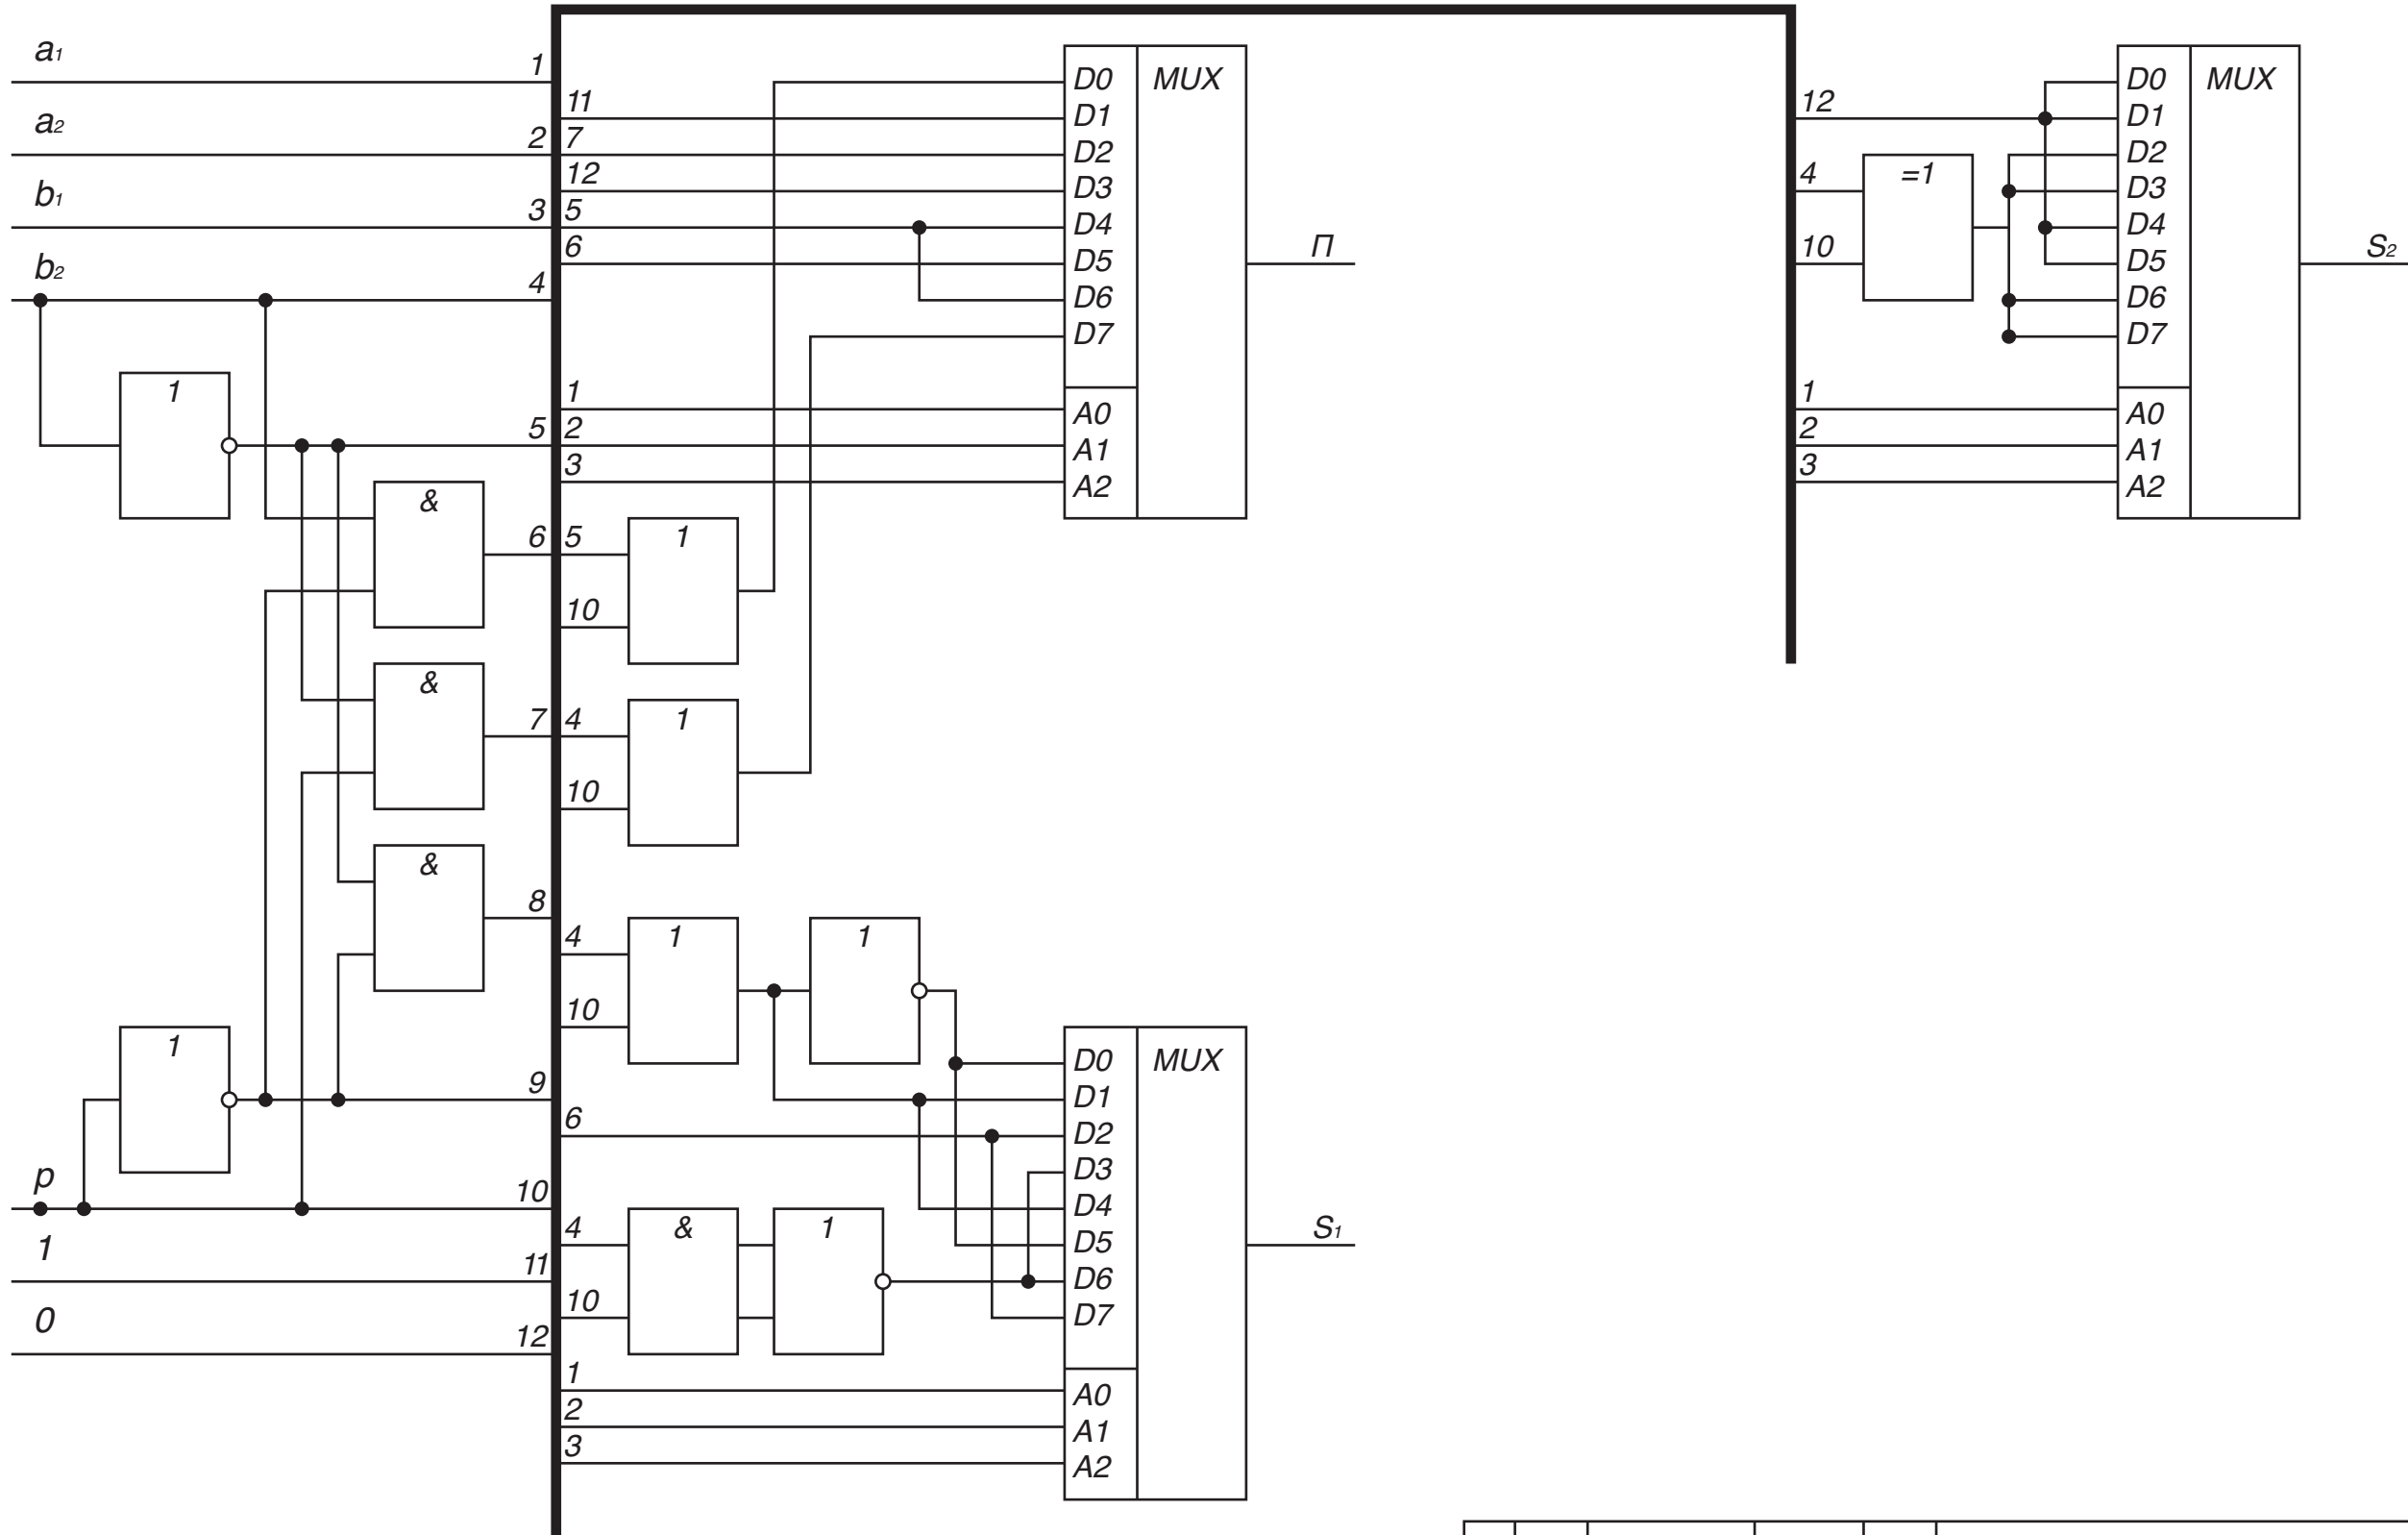 a1
1
a2
2
b1
3
b2
4
1
5
&
6
&
7
&
8
1
9
p
10
1
11
0
12
11
7
12
5
6
1
2
3
D0 MUX
D1
D2
D3
D4
D5
D6
D7
A0
A1
A2
П
5
1
10
4
1
10
4
1
1
10
6
4
&
1
10
1
2
3
D0 MUX
D1
D2
D3
D4
D5
D6
D7
A0
A1
A2
S1
12
4
=1
10
1
2
3
D0 MUX
D1
D2
D3
D4
D5
D6
D7
A0
A1
A2
S2